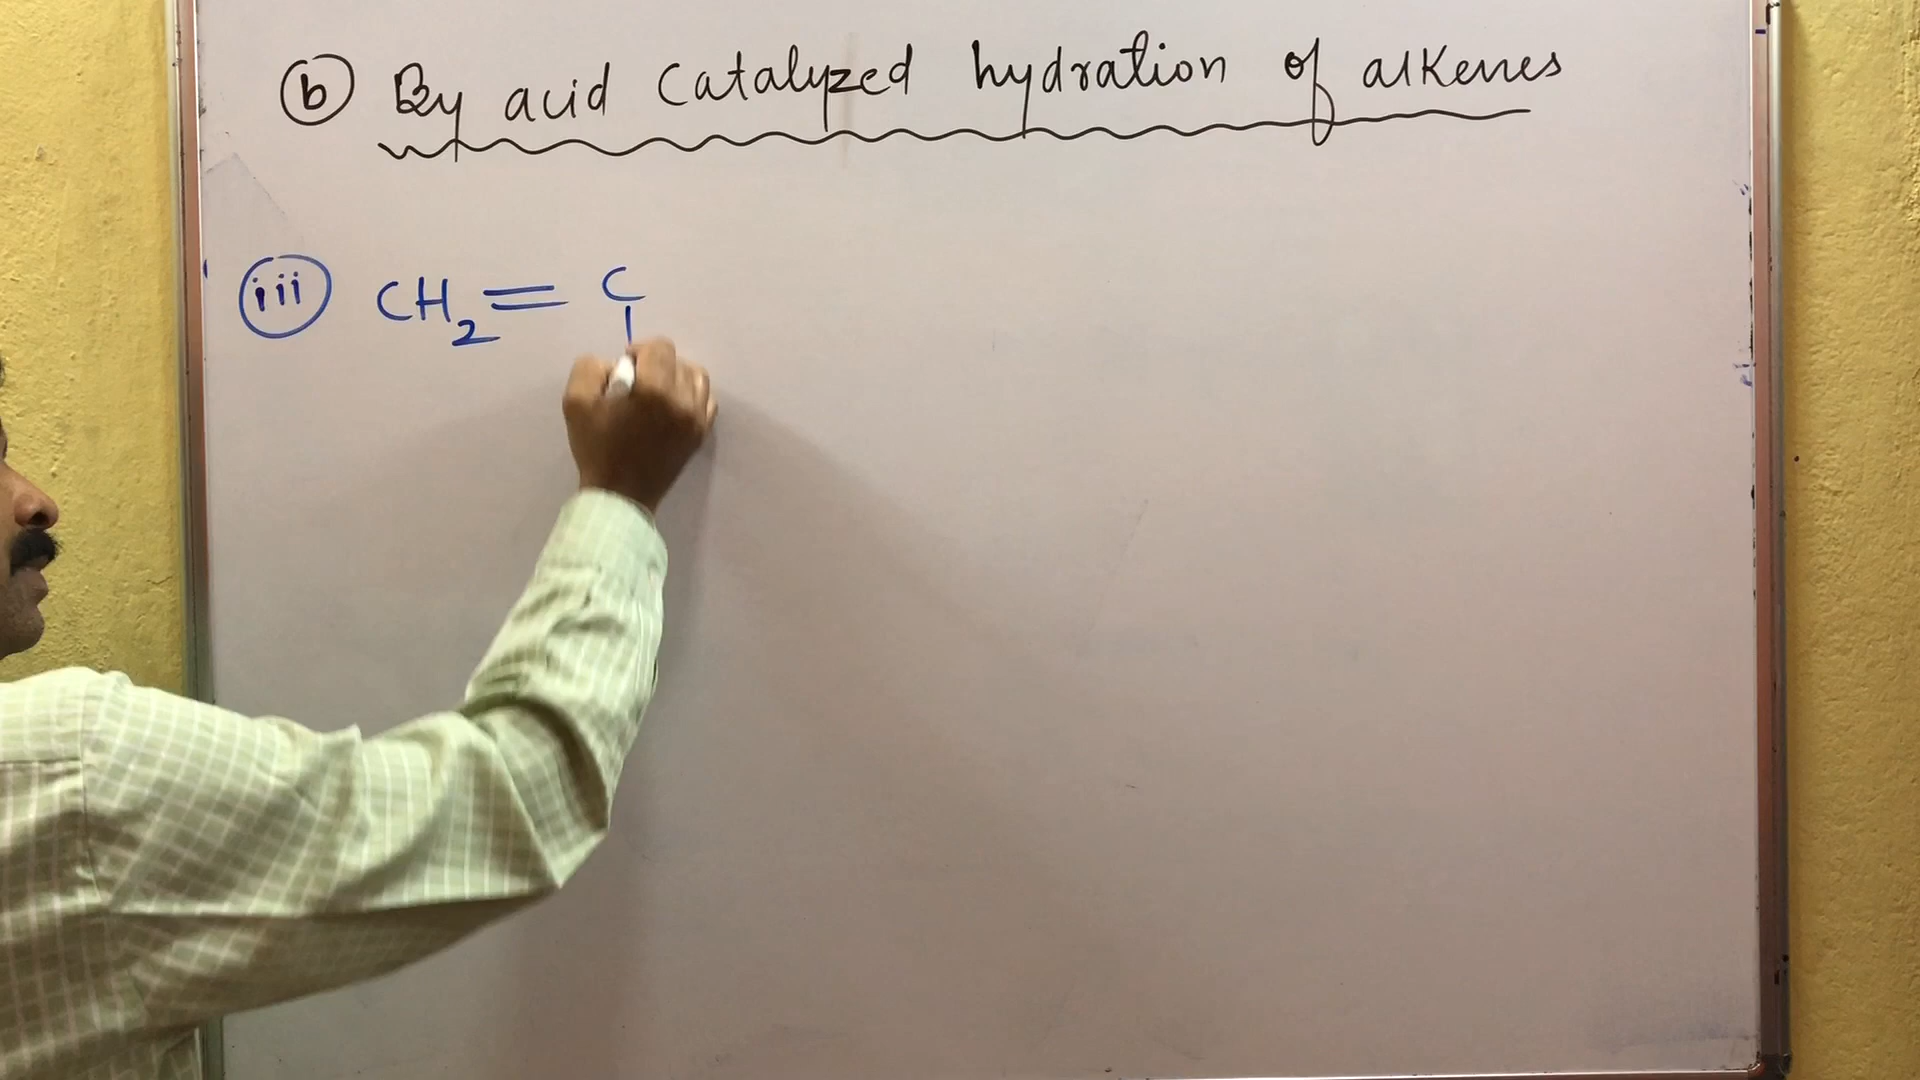 (b) By acid Catalyzed hydration of alkenes
(iii) CH₂ = C